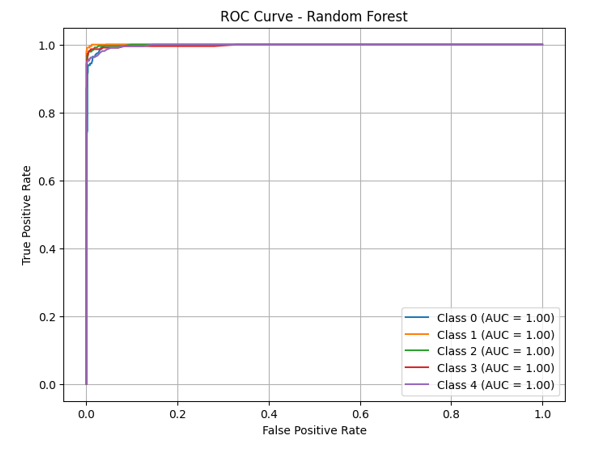 ROC Curve - Random Forest
True Positive Rate
1.0
0.8
0.6
0.4
0.2
0.0
Class 0 (AUC = 1.00)
Class 1 (AUC = 1.00)
Class 2 (AUC = 1.00)
Class 3 (AUC = 1.00)
Class 4 (AUC = 1.00)
0.0 0.2 0.4 0.6 0.8 1.0
False Positive Rate